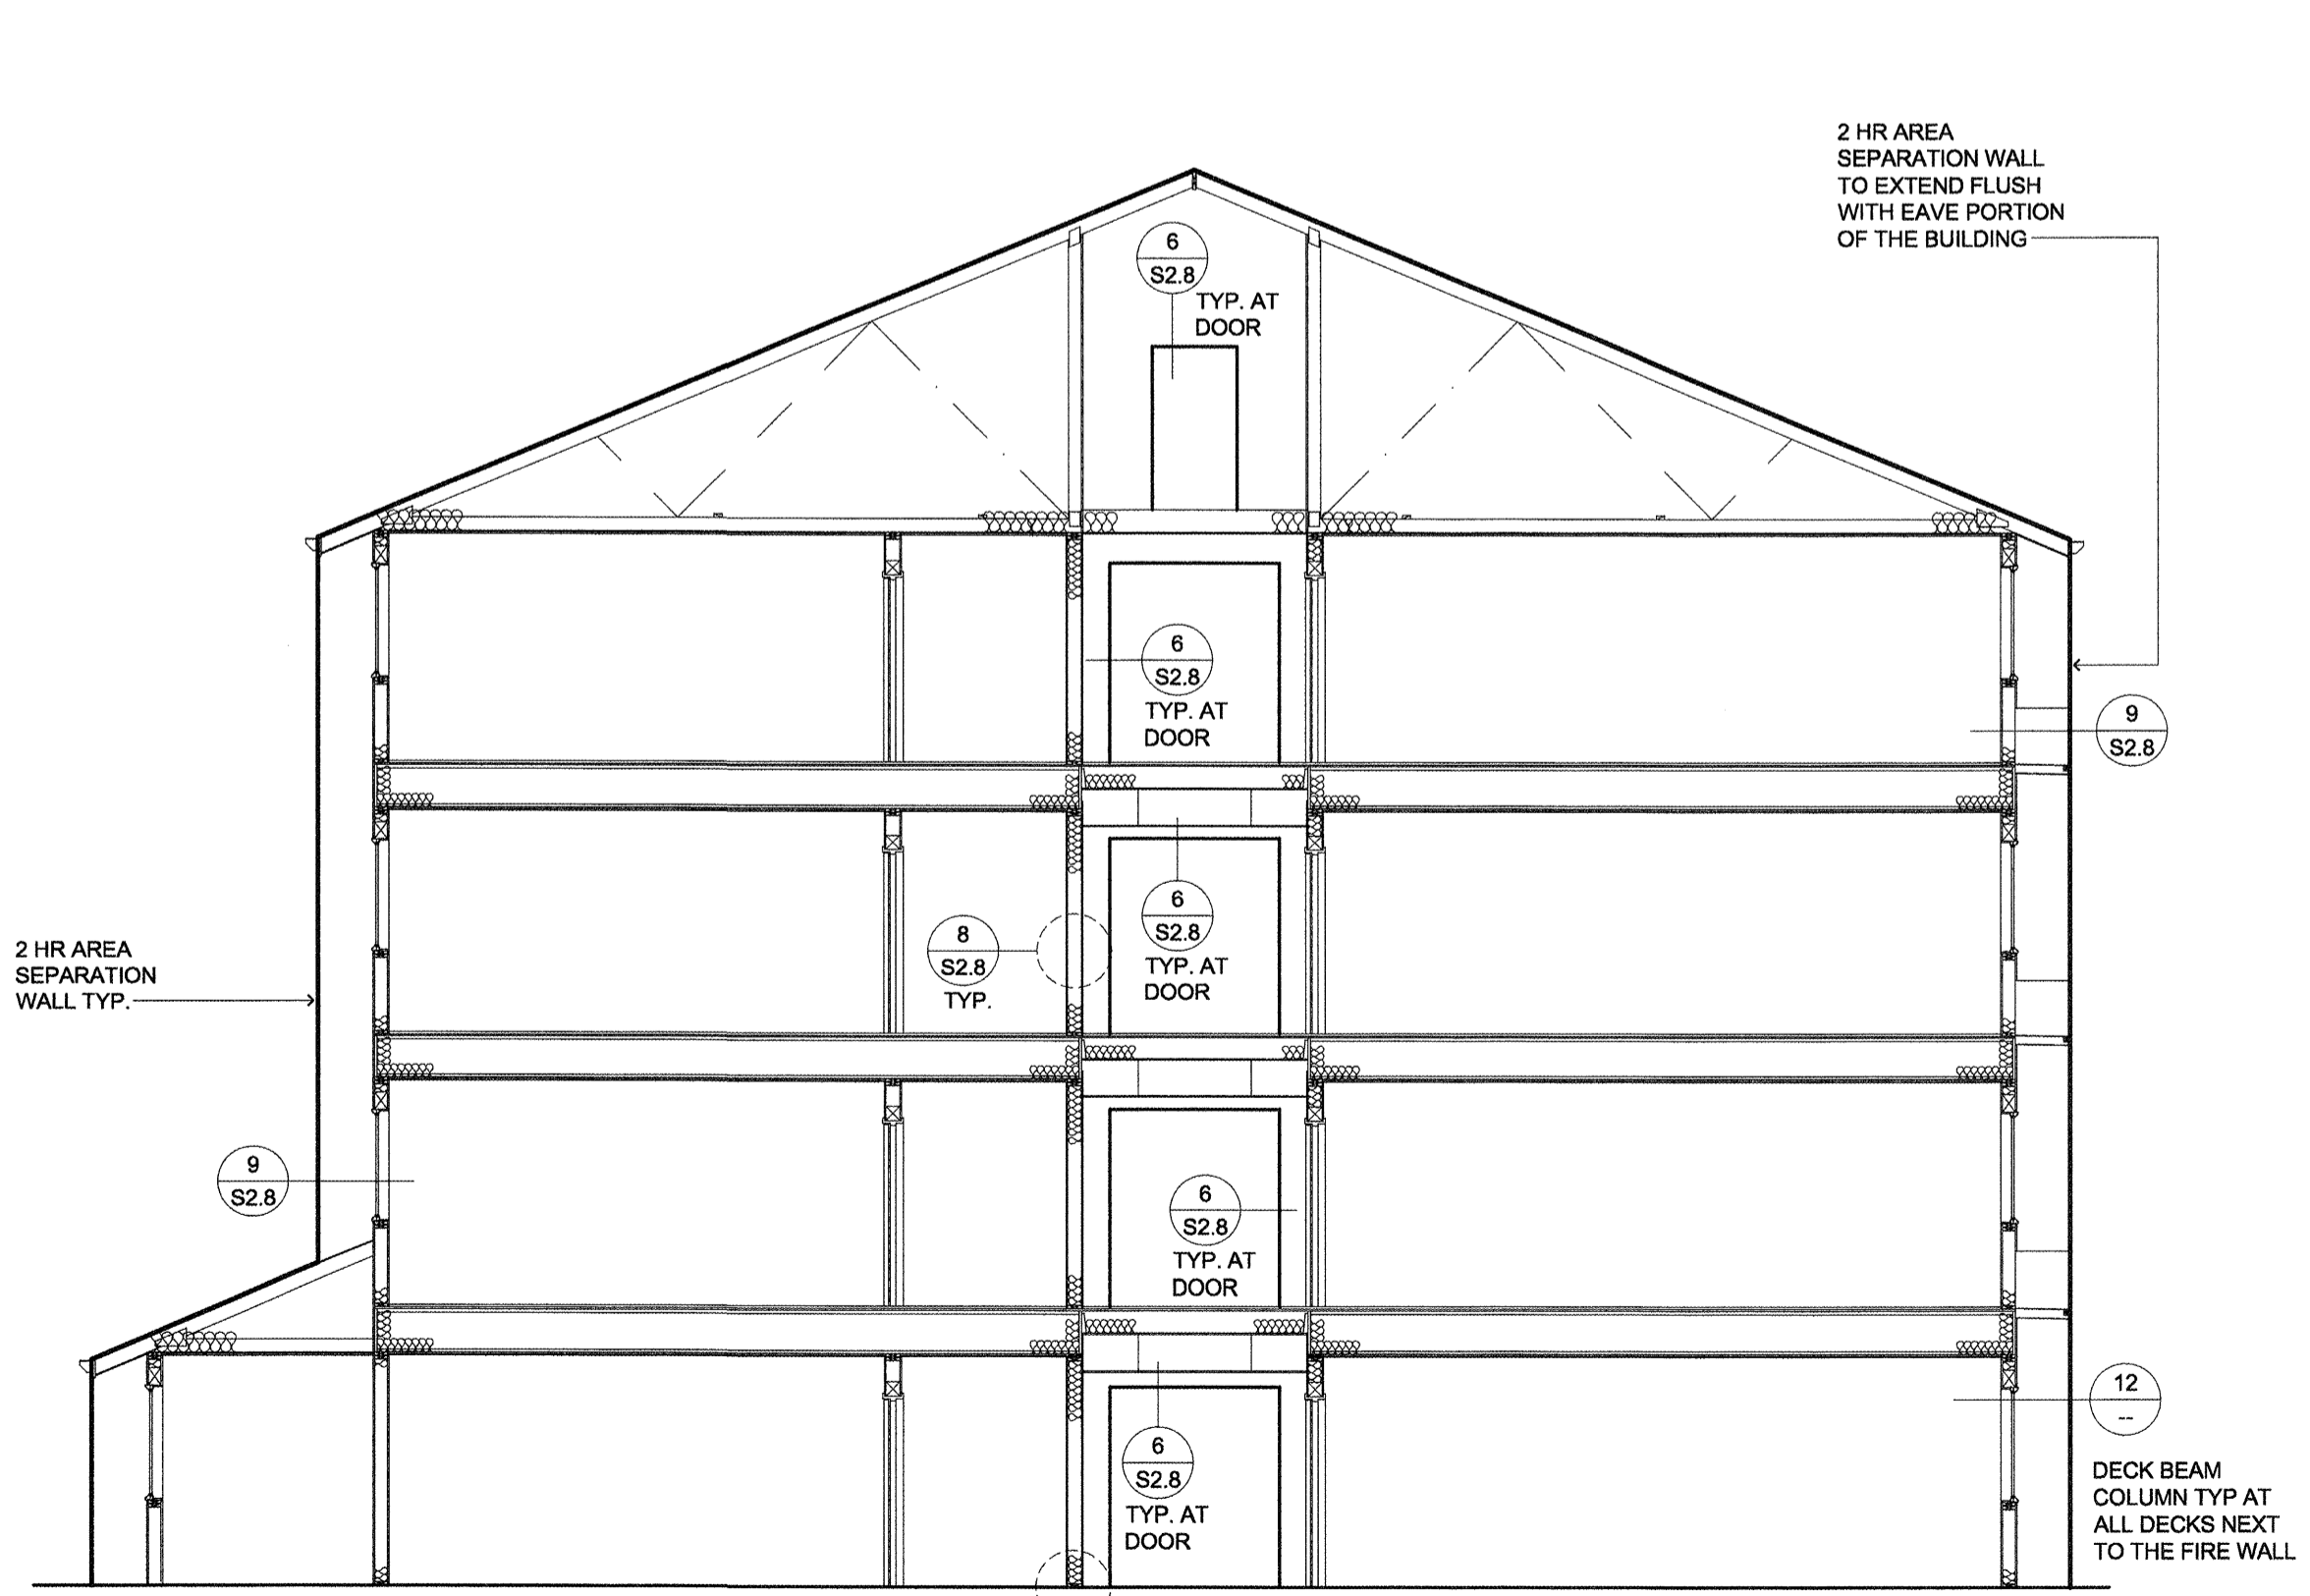 2 HR AREA
SEPARATION WALL
TO EXTEND FLUSH
WITH EAVE PORTION
OF THE BUILDING
6
S2.8
TYP. AT
DOOR
6
S2.8
TYP. AT
DOOR
9
S2.8
6
S2.8
TYP. AT
DOOR
8
S2.8
TYP.
2 HR AREA
SEPARATION
WALL TYP.
9
S2.8
6
S2.8
TYP. AT
DOOR
12
--
DECK BEAM
COLUMN TYP AT
ALL DECKS NEXT
TO THE FIRE WALL
6
S2.8
TYP. AT
DOOR